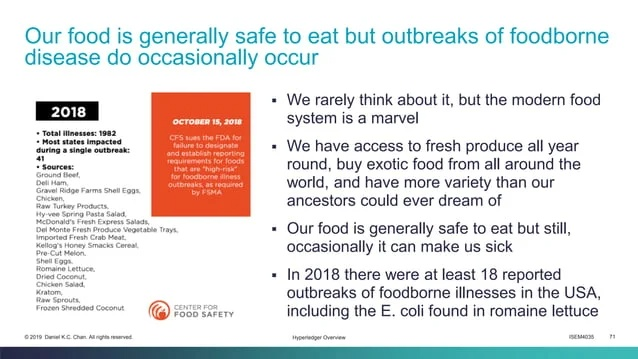 Our food is generally safe to eat but outbreaks of foodborne
disease do occasionally occur
2018
• Total illnesses: 1982
• Most states impacted
during a single outbreak:
41
• Sources:
Ground Beef,
Deli Ham,
Gravel Ridge Farms Shell Eggs,
Chicken,
Raw Turkey Products,
Hy-vee Spring Pasta Salad,
McDonald's Fresh Express Salads,
Del Monte Fresh Produce Vegetable Trays,
Imported Fresh Crab Meat,
Kellog's Honey Smacks Cereal,
Pre-Cut Melon,
Shell Eggs,
Romaine Lettuce,
Dried Coconut,
Chicken Salad,
Kratom,
Raw Sprouts,
Frozen Shredded Coconut
OCTOBER 15, 2018
CFS sues the FDA for
failure to designate
and establish reporting
requirements for foods
that are "high-risk"
for foodborne illness
outbreaks, as required
by FSMA
CENTER FOR
FOOD SAFETY
▪ We rarely think about it, but the modern food
system is a marvel
▪ We have access to fresh produce all year
round, buy exotic food from all around the
world, and have more variety than our
ancestors could ever dream of
▪ Our food is generally safe to eat but still,
occasionally it can make us sick
▪ In 2018 there were at least 18 reported
outbreaks of foodborne illnesses in the USA,
including the E. coli found in romaine lettuce
© 2019 Daniel K.C. Chan. All rights reserved.
Hyperledger Overview
ISEM4035
71